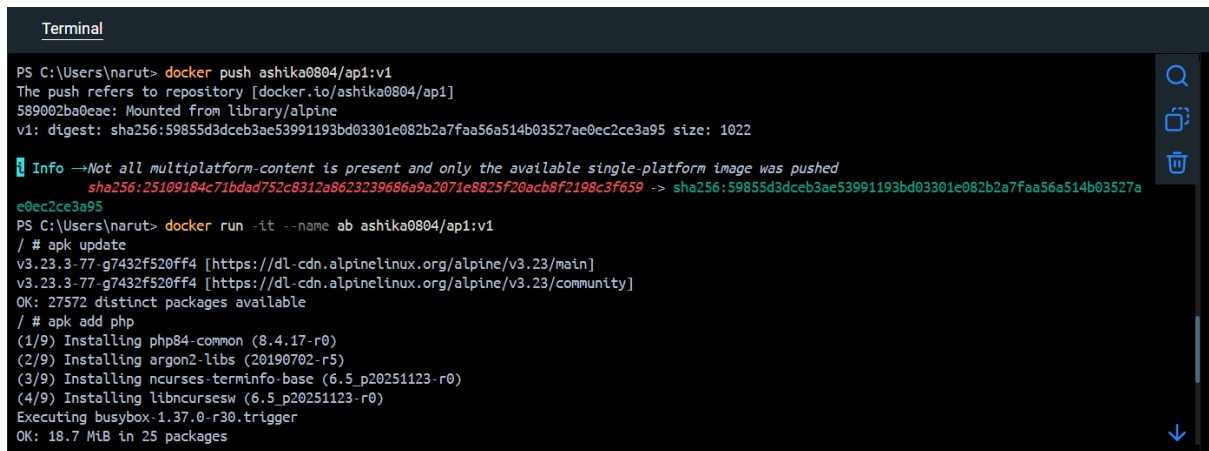 Terminal
PS C:\Users\narut> docker push ashika0804/ap1:v1
The push refers to repository [docker.io/ashika0804/ap1]
589002ba0eae: Mounted from library/alpine
v1: digest: sha256:59855d3dceb3ae53991193bd03301e082b2a7faa56a514b03527ae0ec2ce3a95 size: 1022
i Info →Not all multiplatform-content is present and only the available single-platform image was pushed
sha256:25109184c71bdad752c8312a8623239686a9a2071e8825f20acb8f2198c3f659 -> sha256:59855d3dceb3ae53991193bd03301e082b2a7faa56a514b03527a
e0ec2ce3a95
PS C:\Users\narut> docker run -it --name ab ashika0804/ap1:v1
/ # apk update
v3.23.3-77-g7432f520ff4 [https://dl-cdn.alpinelinux.org/alpine/v3.23/main]
v3.23.3-77-g7432f520ff4 [https://dl-cdn.alpinelinux.org/alpine/v3.23/community]
OK: 27572 distinct packages available
/ # apk add php
(1/9) Installing php84-common (8.4.17-r0)
(2/9) Installing argon2-libs (20190702-r5)
(3/9) Installing ncurses-terminfo-base (6.5_p20251123-r0)
(4/9) Installing libncursesw (6.5_p20251123-r0)
Executing busybox-1.37.0-r30.trigger
OK: 18.7 MiB in 25 packages